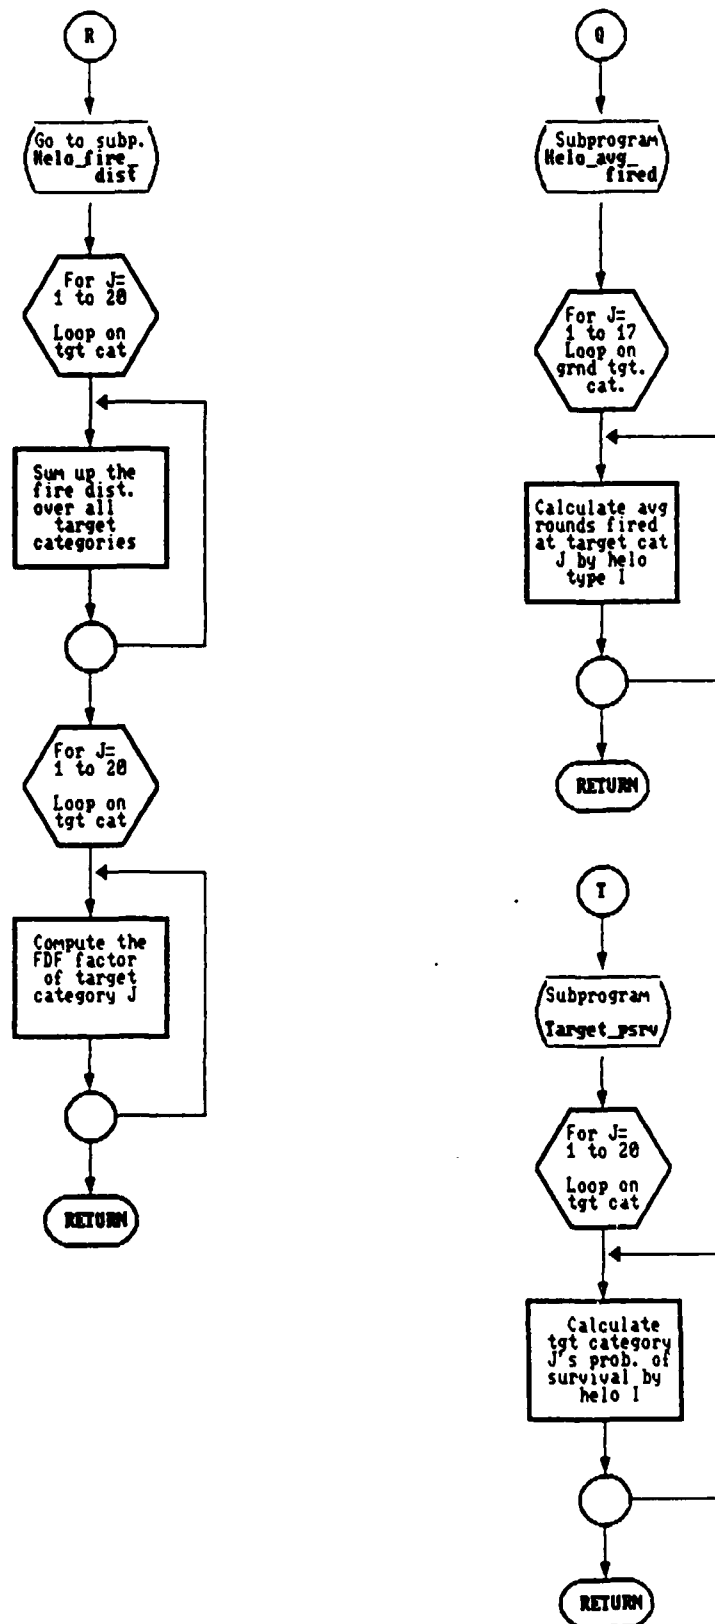 R
Go to subp.
Helo_fire_
dist
For J=
1 to 20
Loop on
tgt cat
Sum up the
fire dist.
over all
target
categories
For J=
1 to 20
Loop on
tgt cat
Compute the
FDF factor
of target
category J
RETURN
Q
Subprogram
Helo_avg_
fired
For J=
1 to 17
Loop on
grnd tgt.
cat.
Calculate avg
rounds fired
at target cat
J by helo
type I
RETURN
T
Subprogram
Target_psrv
For J=
1 to 20
Loop on
tgt cat
Calculate
tgt category
J's prob. of
survival by
helo I
RETURN